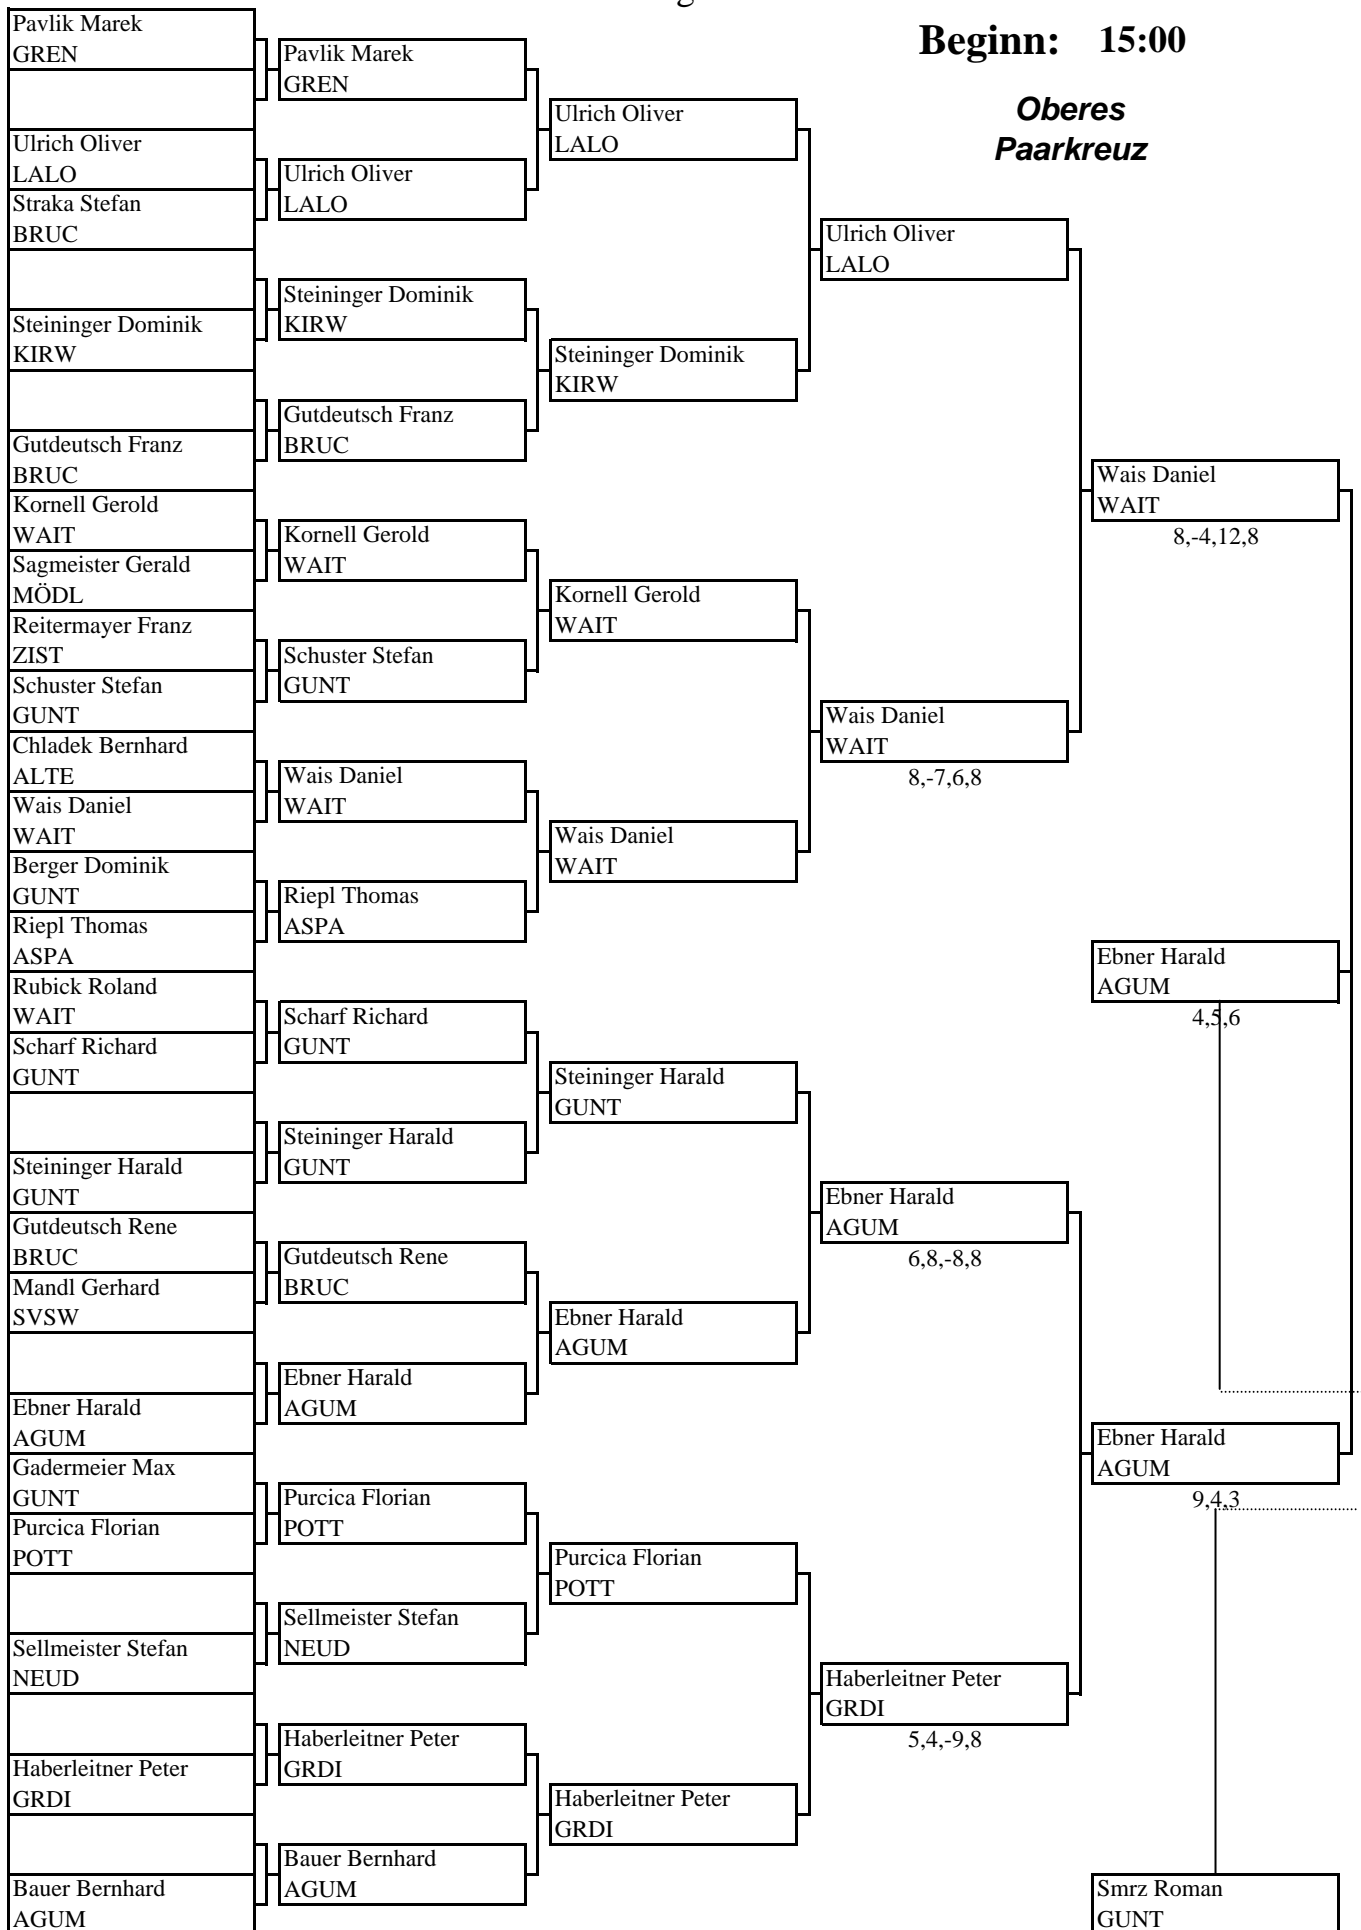 Beginn: 15:00
Oberes
Paarkreuz
Pavlik Marek
GREN
Ulrich Oliver
LALO
Straka Stefan
BRUC
Steininger Dominik
KIRW
Gutdeutsch Franz
BRUC
Kornell Gerold
WAIT
Sagmeister Gerald
MÖDL
Reitermayer Franz
ZIST
Schuster Stefan
GUNT
Chladek Bernhard
ALTE
Wais Daniel
WAIT
Berger Dominik
GUNT
Riepl Thomas
ASPA
Rubick Roland
WAIT
Scharf Richard
GUNT
Steininger Harald
GUNT
Gutdeutsch Rene
BRUC
Mandl Gerhard
SVSW
Ebner Harald
AGUM
Gadermeier Max
GUNT
Purcica Florian
POTT
Sellmeister Stefan
NEUD
Haberleitner Peter
GRDI
Bauer Bernhard
AGUM
Pavlik Marek
GREN
Ulrich Oliver
LALO
Steininger Dominik
KIRW
Gutdeutsch Franz
BRUC
Kornell Gerold
WAIT
Schuster Stefan
GUNT
Wais Daniel
WAIT
Riepl Thomas
ASPA
Scharf Richard
GUNT
Steininger Harald
GUNT
Gutdeutsch Rene
BRUC
Ebner Harald
AGUM
Purcica Florian
POTT
Sellmeister Stefan
NEUD
Haberleitner Peter
GRDI
Bauer Bernhard
AGUM
Ulrich Oliver
LALO
Steininger Dominik
KIRW
Kornell Gerold
WAIT
Wais Daniel
WAIT
Steininger Harald
GUNT
Ebner Harald
AGUM
Purcica Florian
POTT
Haberleitner Peter
GRDI
Ulrich Oliver
LALO
Wais Daniel
WAIT
8,-7,6,8
Ebner Harald
AGUM
6,8,-8,8
Haberleitner Peter
GRDI
5,4,-9,8
Wais Daniel
WAIT
8,-4,12,8
Ebner Harald
AGUM
4,5,6
Ebner Harald
AGUM
9,4,3
Smrz Roman
GUNT